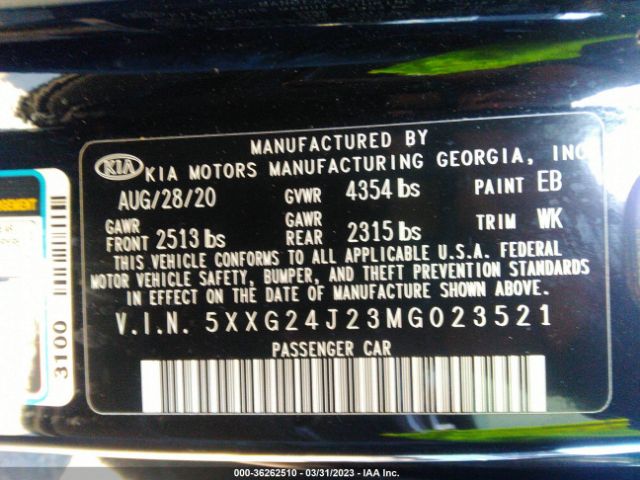 MANUFACTURED BY
KIA KIA MOTORS MANUFACTURING GEORGIA, INC
AUG/28/20 GVWR 4354 lbs PAINT EB
GAWR FRONT 2513 lbs GAWR REAR 2315 lbs TRIM WK
THIS VEHICLE CONFORMS TO ALL APPLICABLE U.S.A. FEDERAL
MOTOR VEHICLE SAFETY, BUMPER, AND THEFT PREVENTION STANDARDS
IN EFFECT ON THE DATE OF MANUFACTURE SHOWN ABOVE.
V.I.N. 5XXG24J23MG023521
PASSENGER CAR
3100
000-36262510 - 03/31/2023 - IAA Inc.